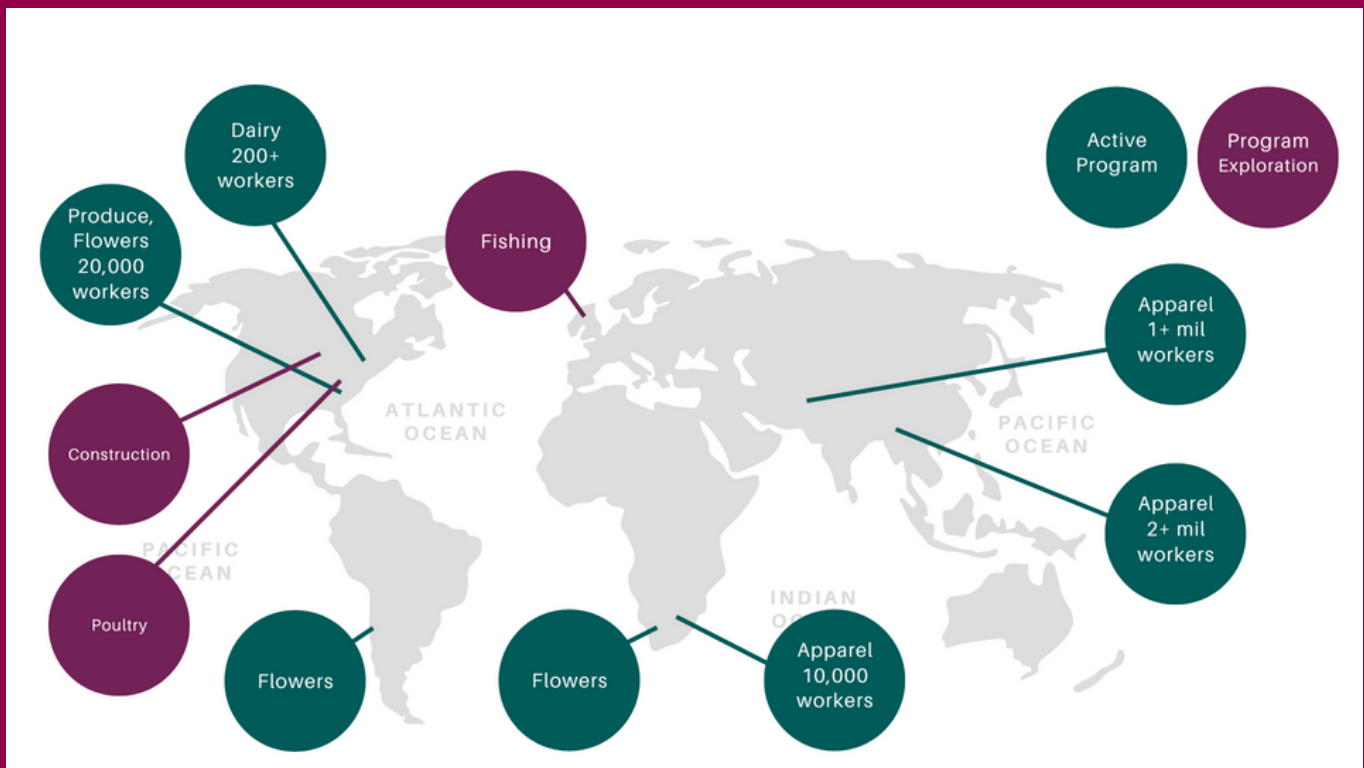 Dairy
200+
workers
Produce,
Flowers
20,000
workers
Fishing
Active
Program
Program
Exploration
Apparel
1+ mil
workers
ATLANTIC
OCEAN
PACIFIC
OCEAN
Construction
Apparel
2+ mil
workers
PACIFIC
CEAN
Poultry
Flowers
Flowers
INDIAN
Apparel
10,000
workers